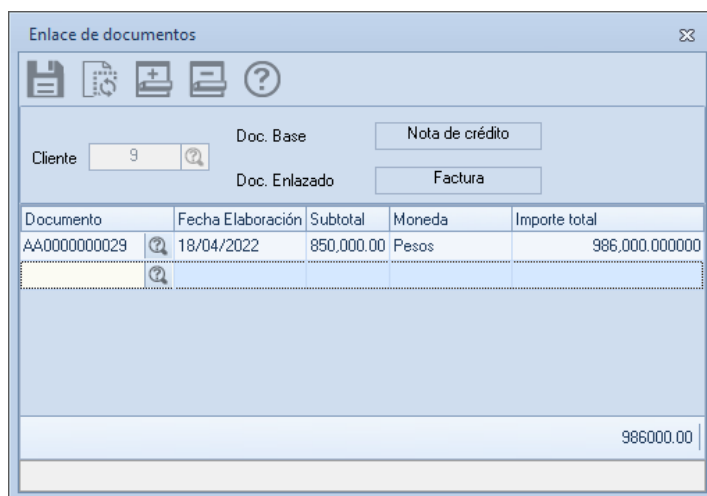 Enlace de documentos
Doc. Base Nota de crédito
Cliente 9
Doc. Enlazado Factura
Documento Fecha Elaboración Subtotal Moneda Importe total
AA0000000029 18/04/2022 850,000.00 Pesos 986,000.000000
986000.00